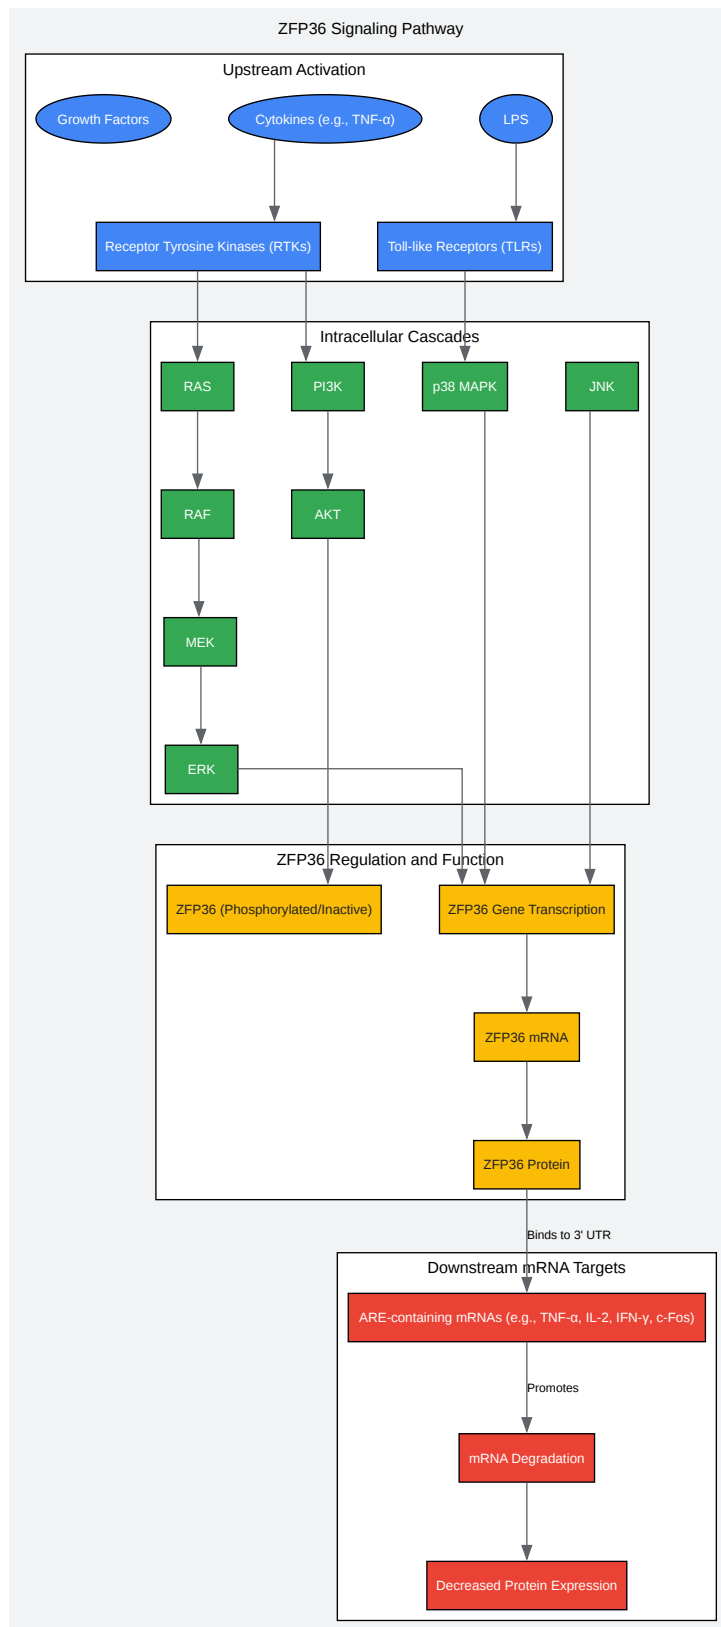 ZFP36 Signaling Pathway
Upstream Activation
Growth Factors
Cytokines (e.g., TNF-α)
LPS
Receptor Tyrosine Kinases (RTKs)
Toll-like Receptors (TLRs)
Intracellular Cascades
RAS
PI3K
p38 MAPK
JNK
RAF
AKT
MEK
ERK
ZFP36 Regulation and Function
ZFP36 (Phosphorylated/Inactive)
ZFP36 Gene Transcription
ZFP36 mRNA
ZFP36 Protein
Binds to 3' UTR
Downstream mRNA Targets
ARE-containing mRNAs (e.g., TNF-α, IL-2, IFN-γ, c-Fos)
Promotes
mRNA Degradation
Decreased Protein Expression